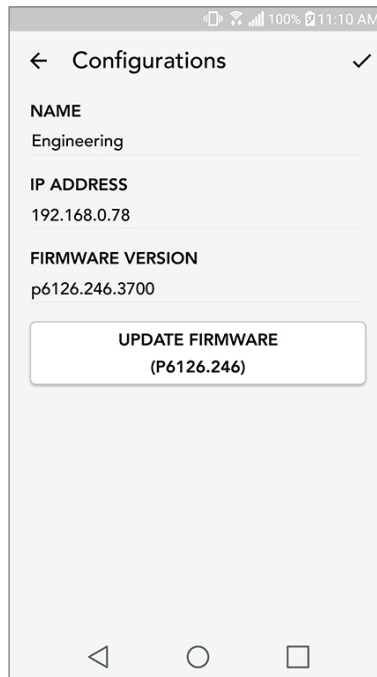 100% 11:10 AM
Configurations
NAME
Engineering
IP ADDRESS
192.168.0.78
FIRMWARE VERSION
p6126.246.3700
UPDATE FIRMWARE
(P6126.246)